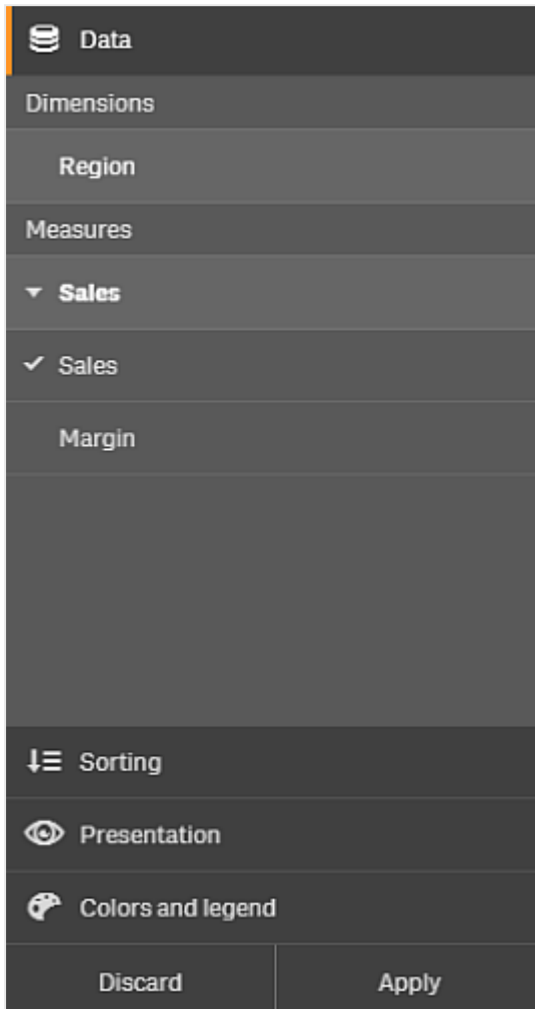 Data
Dimensions
Region
Measures
Sales
Sales
Margin
Sorting
Presentation
Colors and legend
Discard Apply